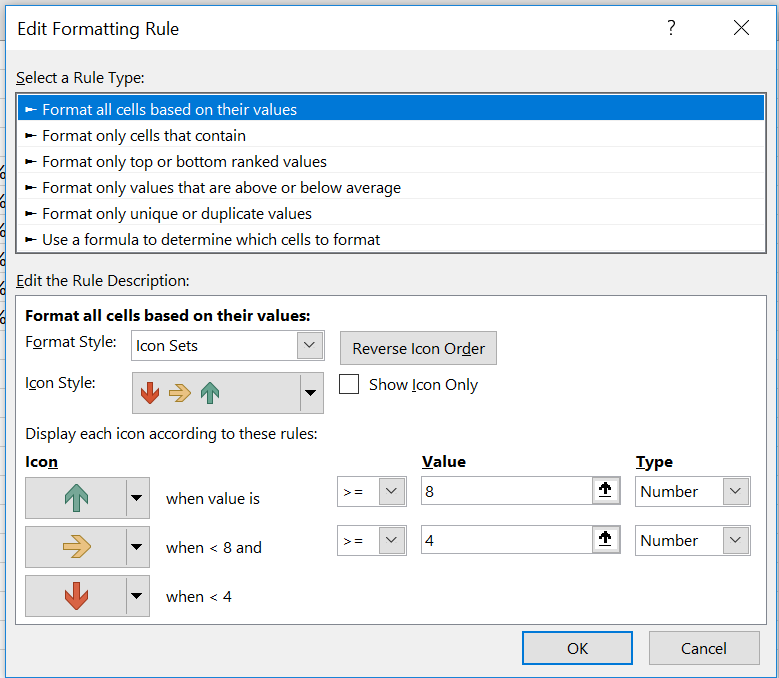 Edit Formatting Rule ?
Select a Rule Type:
► Format all cells based on their values
► Format only cells that contain
► Format only top or bottom ranked values
► Format only values that are above or below average
► Format only unique or duplicate values
► Use a formula to determine which cells to format
%
%
%
%
%
%
Edit the Rule Description:
Format all cells based on their values:
Format Style: Icon Sets Reverse Icon Order
Icon Style: Show Icon Only
Display each icon according to these rules:
Icon Value Type
when value is >= 8 Number
when < 8 and >= 4 Number
when < 4
OK Cancel